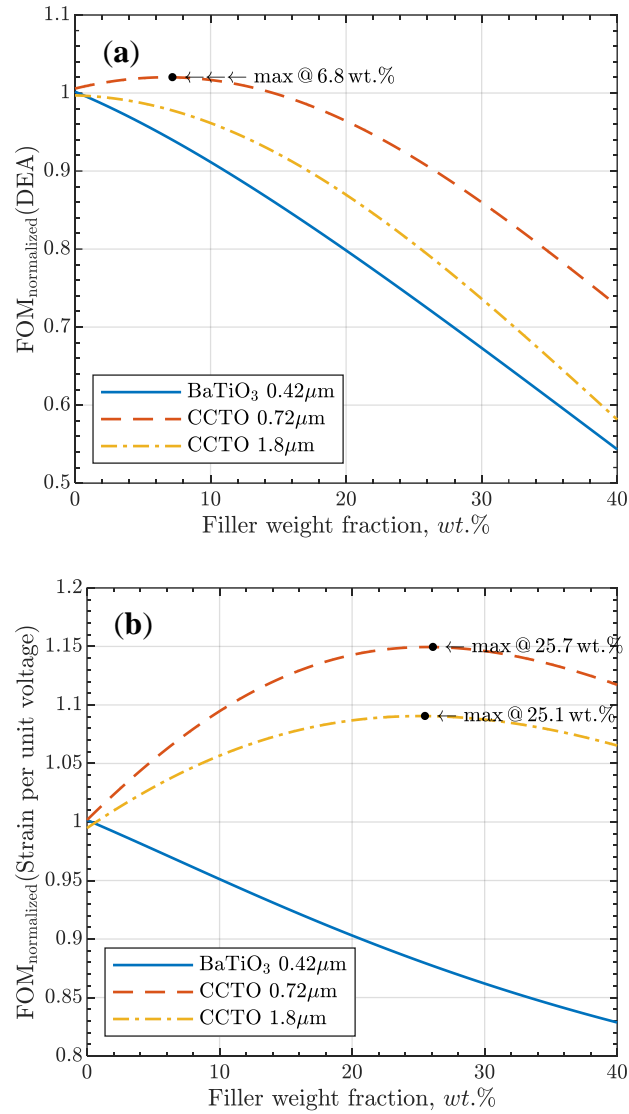 (a)
← ← ← max @ 6.8 wt.%
FOM normalized (DEA)
1.1
1
0.9
0.8
0.7
0.6
0.5
BaTiO3 0.42μm
CCTO 0.72μm
CCTO 1.8μm
0 10 20 30 40
Filler weight fraction, wt.%
(b)
← max @ 25.7 wt.%
← max @ 25.1 wt.%
FOM normalized (Strain per unit voltage)
1.2
1.15
1.1
1.05
1
0.95
0.9
0.85
0.8
BaTiO3 0.42μm
CCTO 0.72μm
CCTO 1.8μm
0 10 20 30 40
Filler weight fraction, wt.%